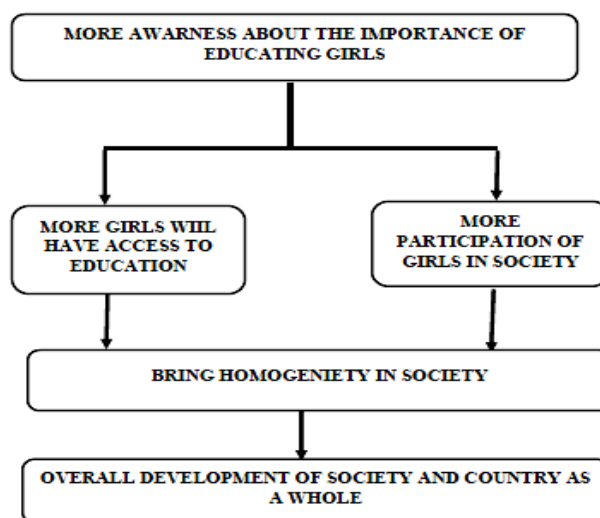 MORE AWARNESS ABOUT THE IMPORTANCE OF
EDUCATING GIRLS
MORE GIRLS WIIL
HAVE ACCESS TO
EDUCATION
MORE
PARTICIPATION OF
GIRLS IN SOCIETY
BRING HOMOGENIETY IN SOCIETY
OVERALL DEVELOPMENT OF SOCIETY AND COUNTRY AS
A WHOLE